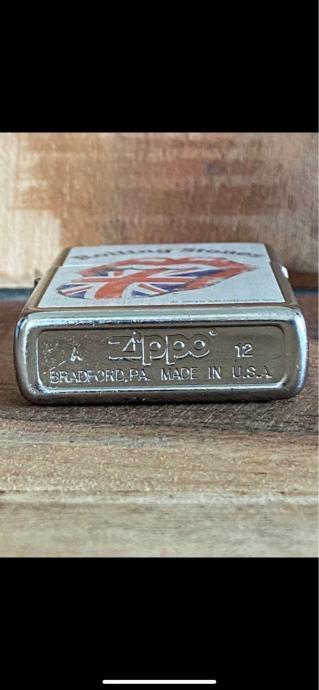 Rolling Stones
A Zippo 12
BRADFORD,PA. MADE IN U.S.A.